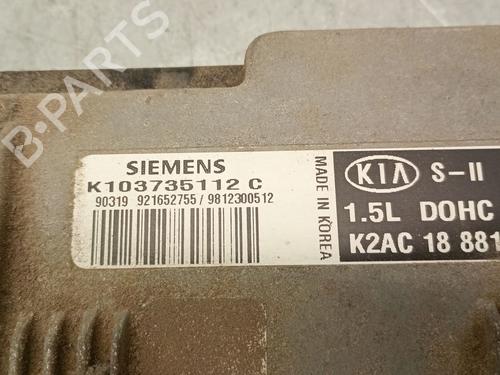 B-PARTS
SIEMENS
K103735112 C
90319 921652755 / 9812300512
MADE IN KOREA
KIA S-II
1.5L DOHC
K2AC 18 881